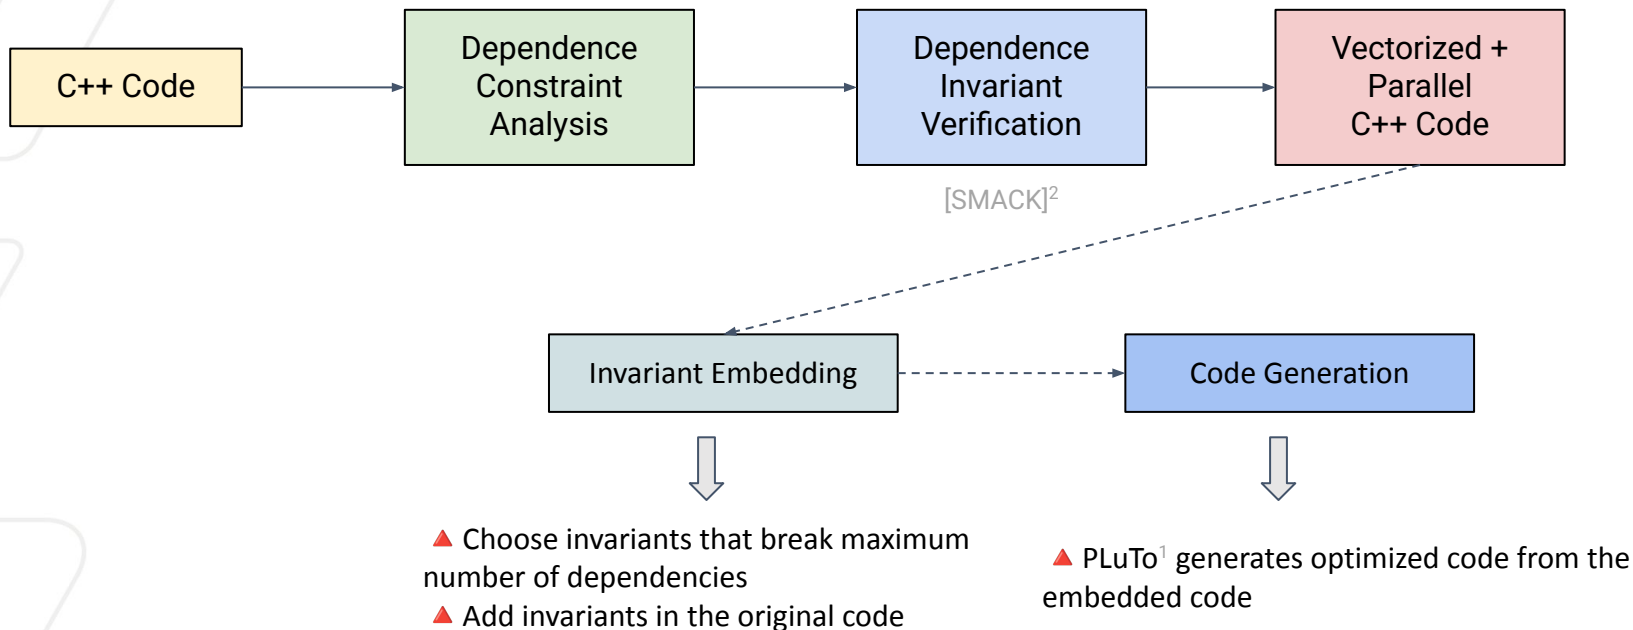 C++ Code
Dependence
Constraint
Analysis
Dependence
Invariant
Verification
Vectorized +
Parallel
C++ Code
[SMACK]²
Invariant Embedding
Code Generation
🔺 Choose invariants that break maximum
number of dependencies
🔺 Add invariants in the original code
🔺 PLuTo¹ generates optimized code from the
embedded code